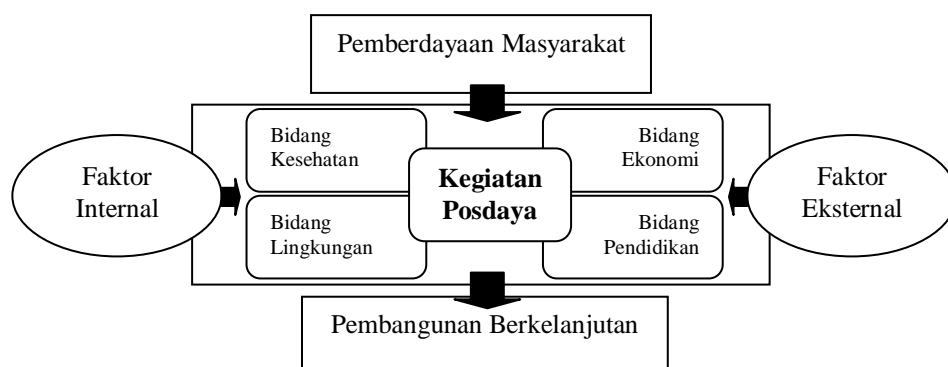 Pemberdayaan Masyarakat
Bidang
Kesehatan
Bidang
Ekonomi
Faktor
Internal
Kegiatan
Posdaya
Faktor
Eksternal
Bidang
Lingkungan
Bidang
Pendidikan
Pembangunan Berkelanjutan